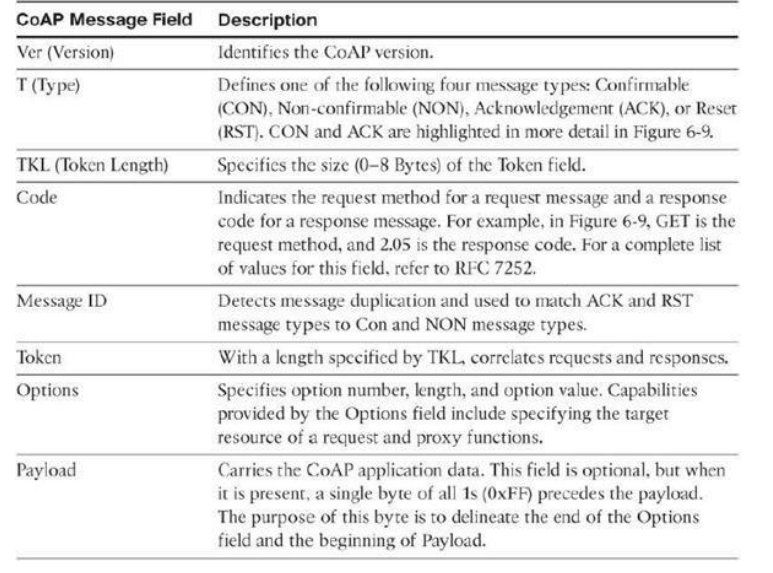 CoAP Message Field Description
Ver (Version) Identifies the CoAP version.
T (Type) Defines one of the following four message types: Confirmable
(CON), Non-confirmable (NON), Acknowledgement (ACK), or Reset
(RST). CON and ACK are highlighted in more detail in Figure 6-9.
TKL (Token Length) Specifies the size (0–8 Bytes) of the Token field.
Code Indicates the request method for a request message and a response
code for a response message. For example, in Figure 6-9, GET is the
request method, and 2.05 is the response code. For a complete list
of values for this field, refer to RFC 7252.
Message ID Detects message duplication and used to match ACK and RST
message types to Con and NON message types.
Token With a length specified by TKL, correlates requests and responses.
Options Specifies option number, length, and option value. Capabilities
provided by the Options field include specifying the target
resource of a request and proxy functions.
Payload Carries the CoAP application data. This field is optional, but when
it is present, a single byte of all 1s (0xFF) precedes the payload.
The purpose of this byte is to delineate the end of the Options
field and the beginning of Payload.